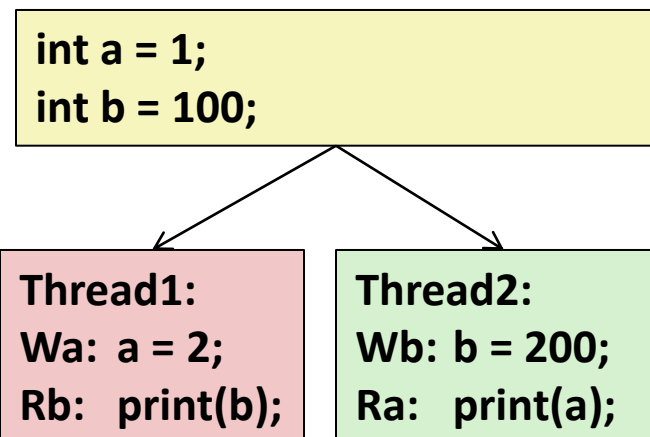 int a = 1;
int b = 100;
Thread1:
Wa: a = 2;
Rb: print(b);
Thread2:
Wb: b = 200;
Ra: print(a);